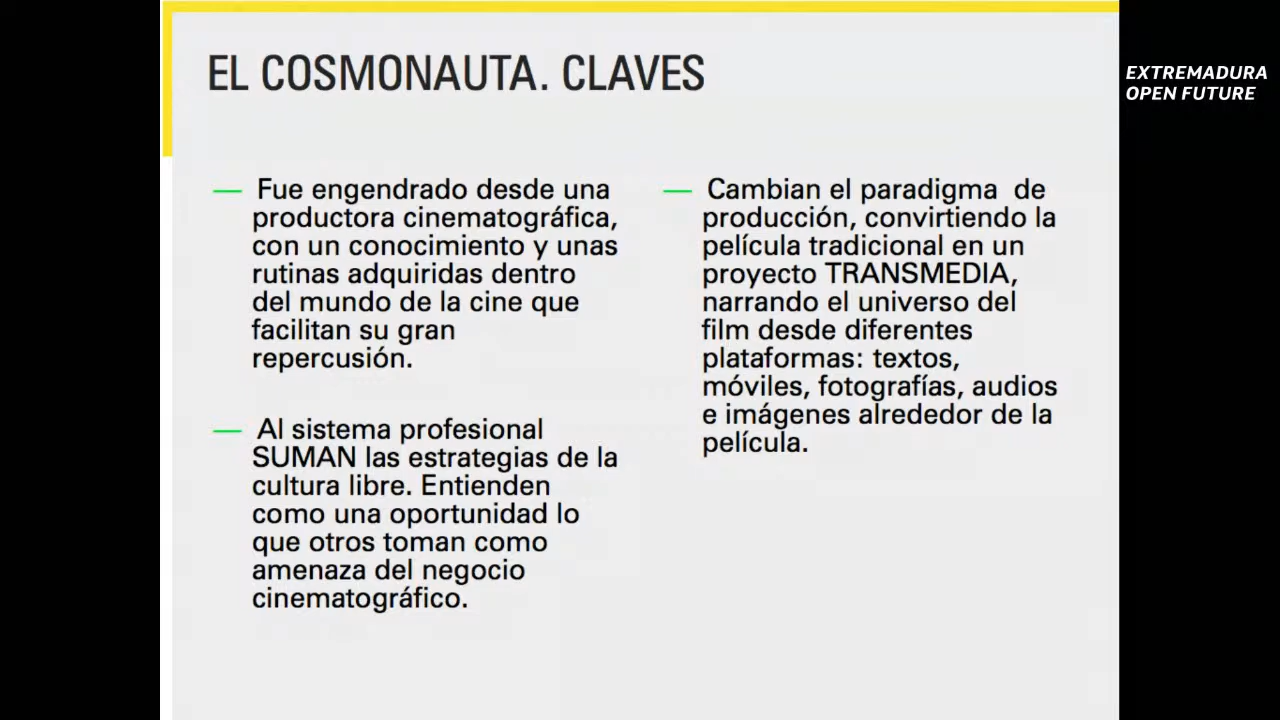 EL COSMONAUTA. CLAVES
EXTREMADURA
OPEN FUTURE
— Fue engendrado desde una
productora cinematográfica,
con un conocimiento y unas
rutinas adquiridas dentro
del mundo de la cine que
facilitan su gran
repercusión.
— Al sistema profesional
SUMAN las estrategias de la
cultura libre. Entienden
como una oportunidad lo
que otros toman como
amenaza del negocio
cinematográfico.
— Cambian el paradigma de
producción, convirtiendo la
película tradicional en un
proyecto TRANSMEDIA,
narrando el universo del
film desde diferentes
plataformas: textos,
móviles, fotografías, audios
e imágenes alrededor de la
película.